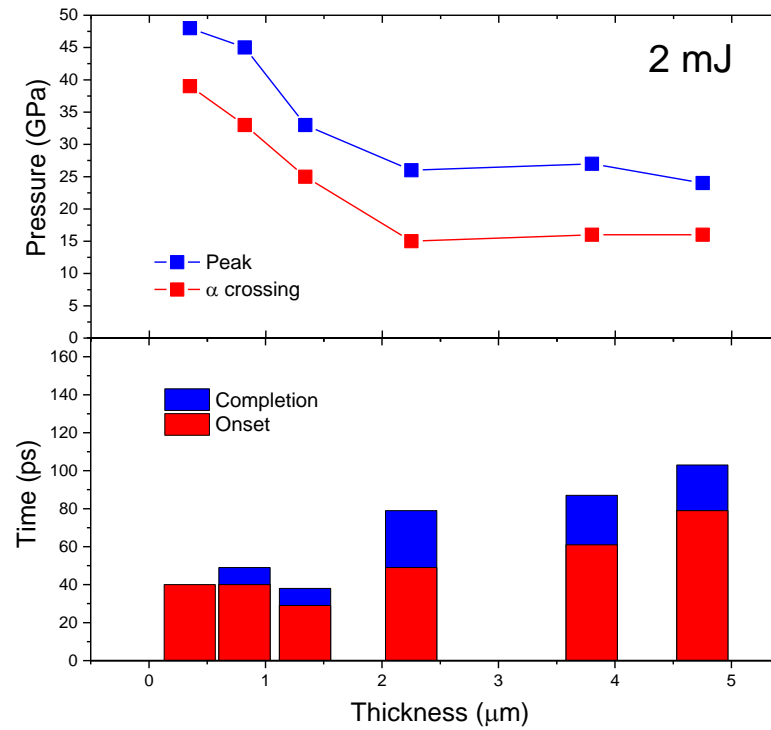 50
45
40
35
30
25
20
15
10
5
0
Pressure (GPa)
2 mJ
Peak
α crossing
160
140
120
100
80
60
40
20
0
Time (ps)
Completion
Onset
0 1 2 3 4 5
Thickness (μm)